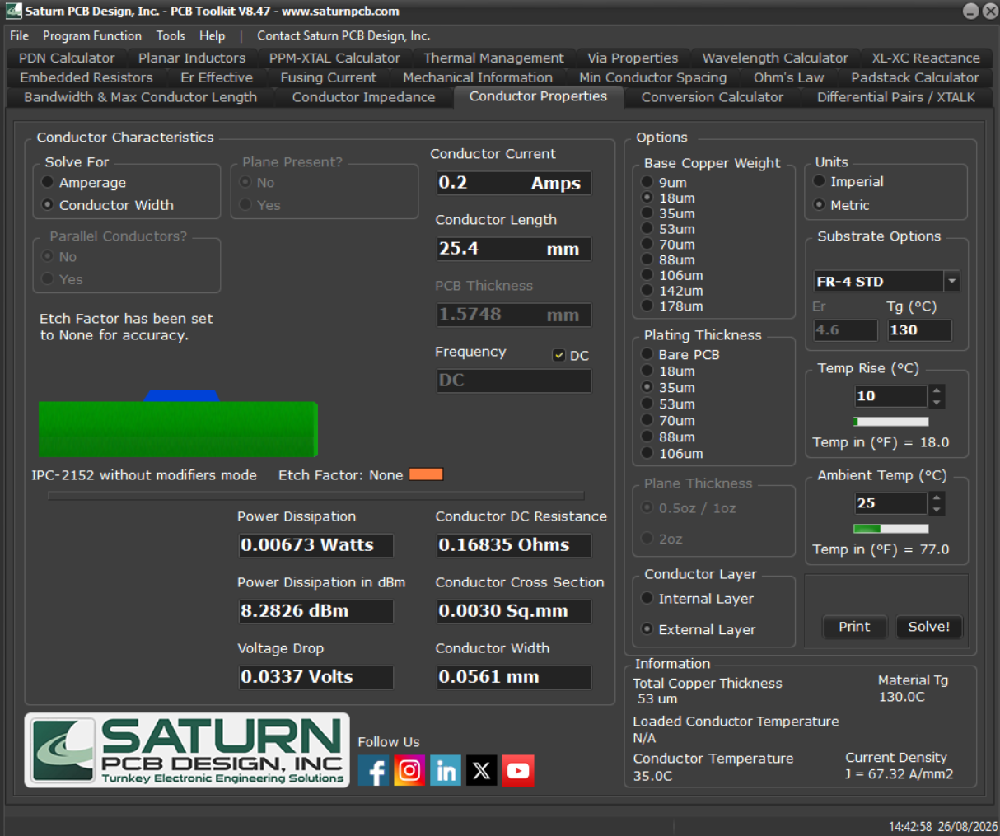 Saturn PCB Design, Inc. - PCB Toolkit V8.47 - www.saturnpcb.com
File Program Function Tools Help | Contact Saturn PCB Design, Inc.
PDN Calculator Planar Inductors PPM-XTAL Calculator Thermal Management Via Properties Wavelength Calculator XL-XC Reactance
Embedded Resistors Er Effective Fusing Current Mechanical Information Min Conductor Spacing Ohm's Law Padstack Calculator
Bandwidth & Max Conductor Length Conductor Impedance Conductor Properties Conversion Calculator Differential Pairs / XTALK
Conductor Characteristics
Solve For
Amperage
Conductor Width
Plane Present?
No
Yes
Parallel Conductors?
No
Yes
Etch Factor has been set
to None for accuracy.
Conductor Current
0.2 Amps
Conductor Length
25.4 mm
PCB Thickness
1.5748 mm
Frequency DC
DC
IPC-2152 without modifiers mode Etch Factor: None
Power Dissipation
0.00673 Watts
Conductor DC Resistance
0.16835 Ohms
Power Dissipation in dBm
8.2826 dBm
Conductor Cross Section
0.0030 Sq.mm
Voltage Drop
0.0337 Volts
Conductor Width
0.0561 mm
Options
Base Copper Weight
9um
18um
35um
53um
70um
88um
106um
142um
178um
Plating Thickness
Bare PCB
18um
35um
53um
70um
88um
106um
Plane Thickness
0.5oz / 1oz
2oz
Conductor Layer
Internal Layer
External Layer
Units
Imperial
Metric
Substrate Options
FR-4 STD
Er Tg (°C)
4.6 130
Temp Rise (°C)
10
Temp in (°F) = 18.0
Ambient Temp (°C)
25
Temp in (°F) = 77.0
Print Solve!
Information
Total Copper Thickness
53 um
Material Tg
130.0C
Loaded Conductor Temperature
N/A
Conductor Temperature
35.0C
Current Density
J = 67.32 A/mm2
SATURN
PCB DESIGN, INC
Turnkey Electronic Engineering Solutions
Follow Us
14:42:58 26/08/2026